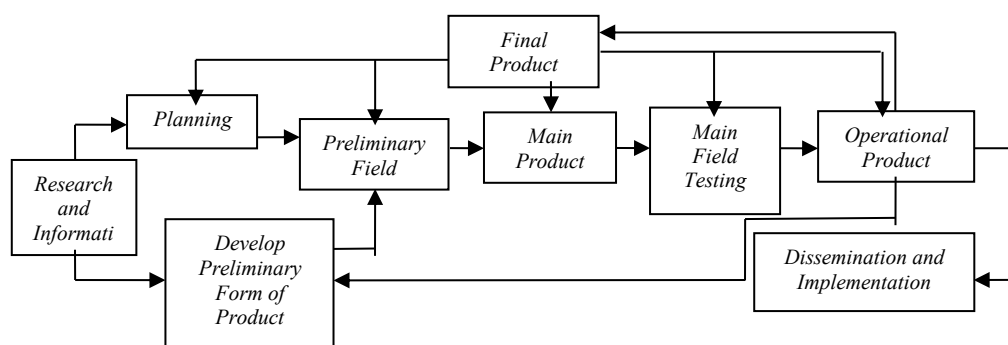 Final
Product
Planning
Preliminary
Field
Main
Product
Main
Field
Testing
Operational
Product
Research
and
Informati
Develop
Preliminary
Form of
Product
Dissemination and
Implementation